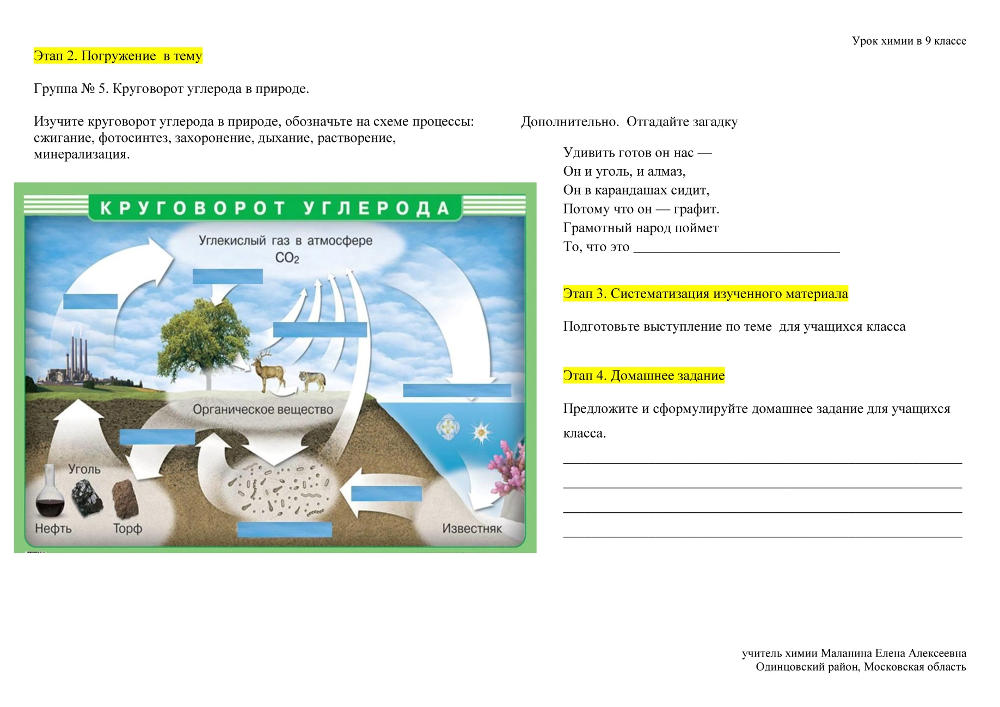 Урок химии в 9 классе
Этап 2. Погружение в тему
Группа № 5. Круговорот углерода в природе.
Изучите круговорот углерода в природе, обозначьте на схеме процессы:
сжигание, фотосинтез, захоронение, дыхание, растворение,
минерализация.
КРУГОВОРОТ УГЛЕРОДА
Углекислый газ в атмосфере
CO₂
Органическое вещество
Уголь
Нефть
Торф
Известняк
Дополнительно. Отгадайте загадку
Удивить готов он нас —
Он и уголь, и алмаз,
Он в карандашах сидит,
Потому что он — графит.
Грамотный народ поймет
То, что это ____________________________
Этап 3. Систематизация изученного материала
Подготовьте выступление по теме для учащихся класса
Этап 4. Домашнее задание
Предложите и сформулируйте домашнее задание для учащихся
класса.
учитель химии Маланина Елена Алексеевна
Одинцовский район, Московская область